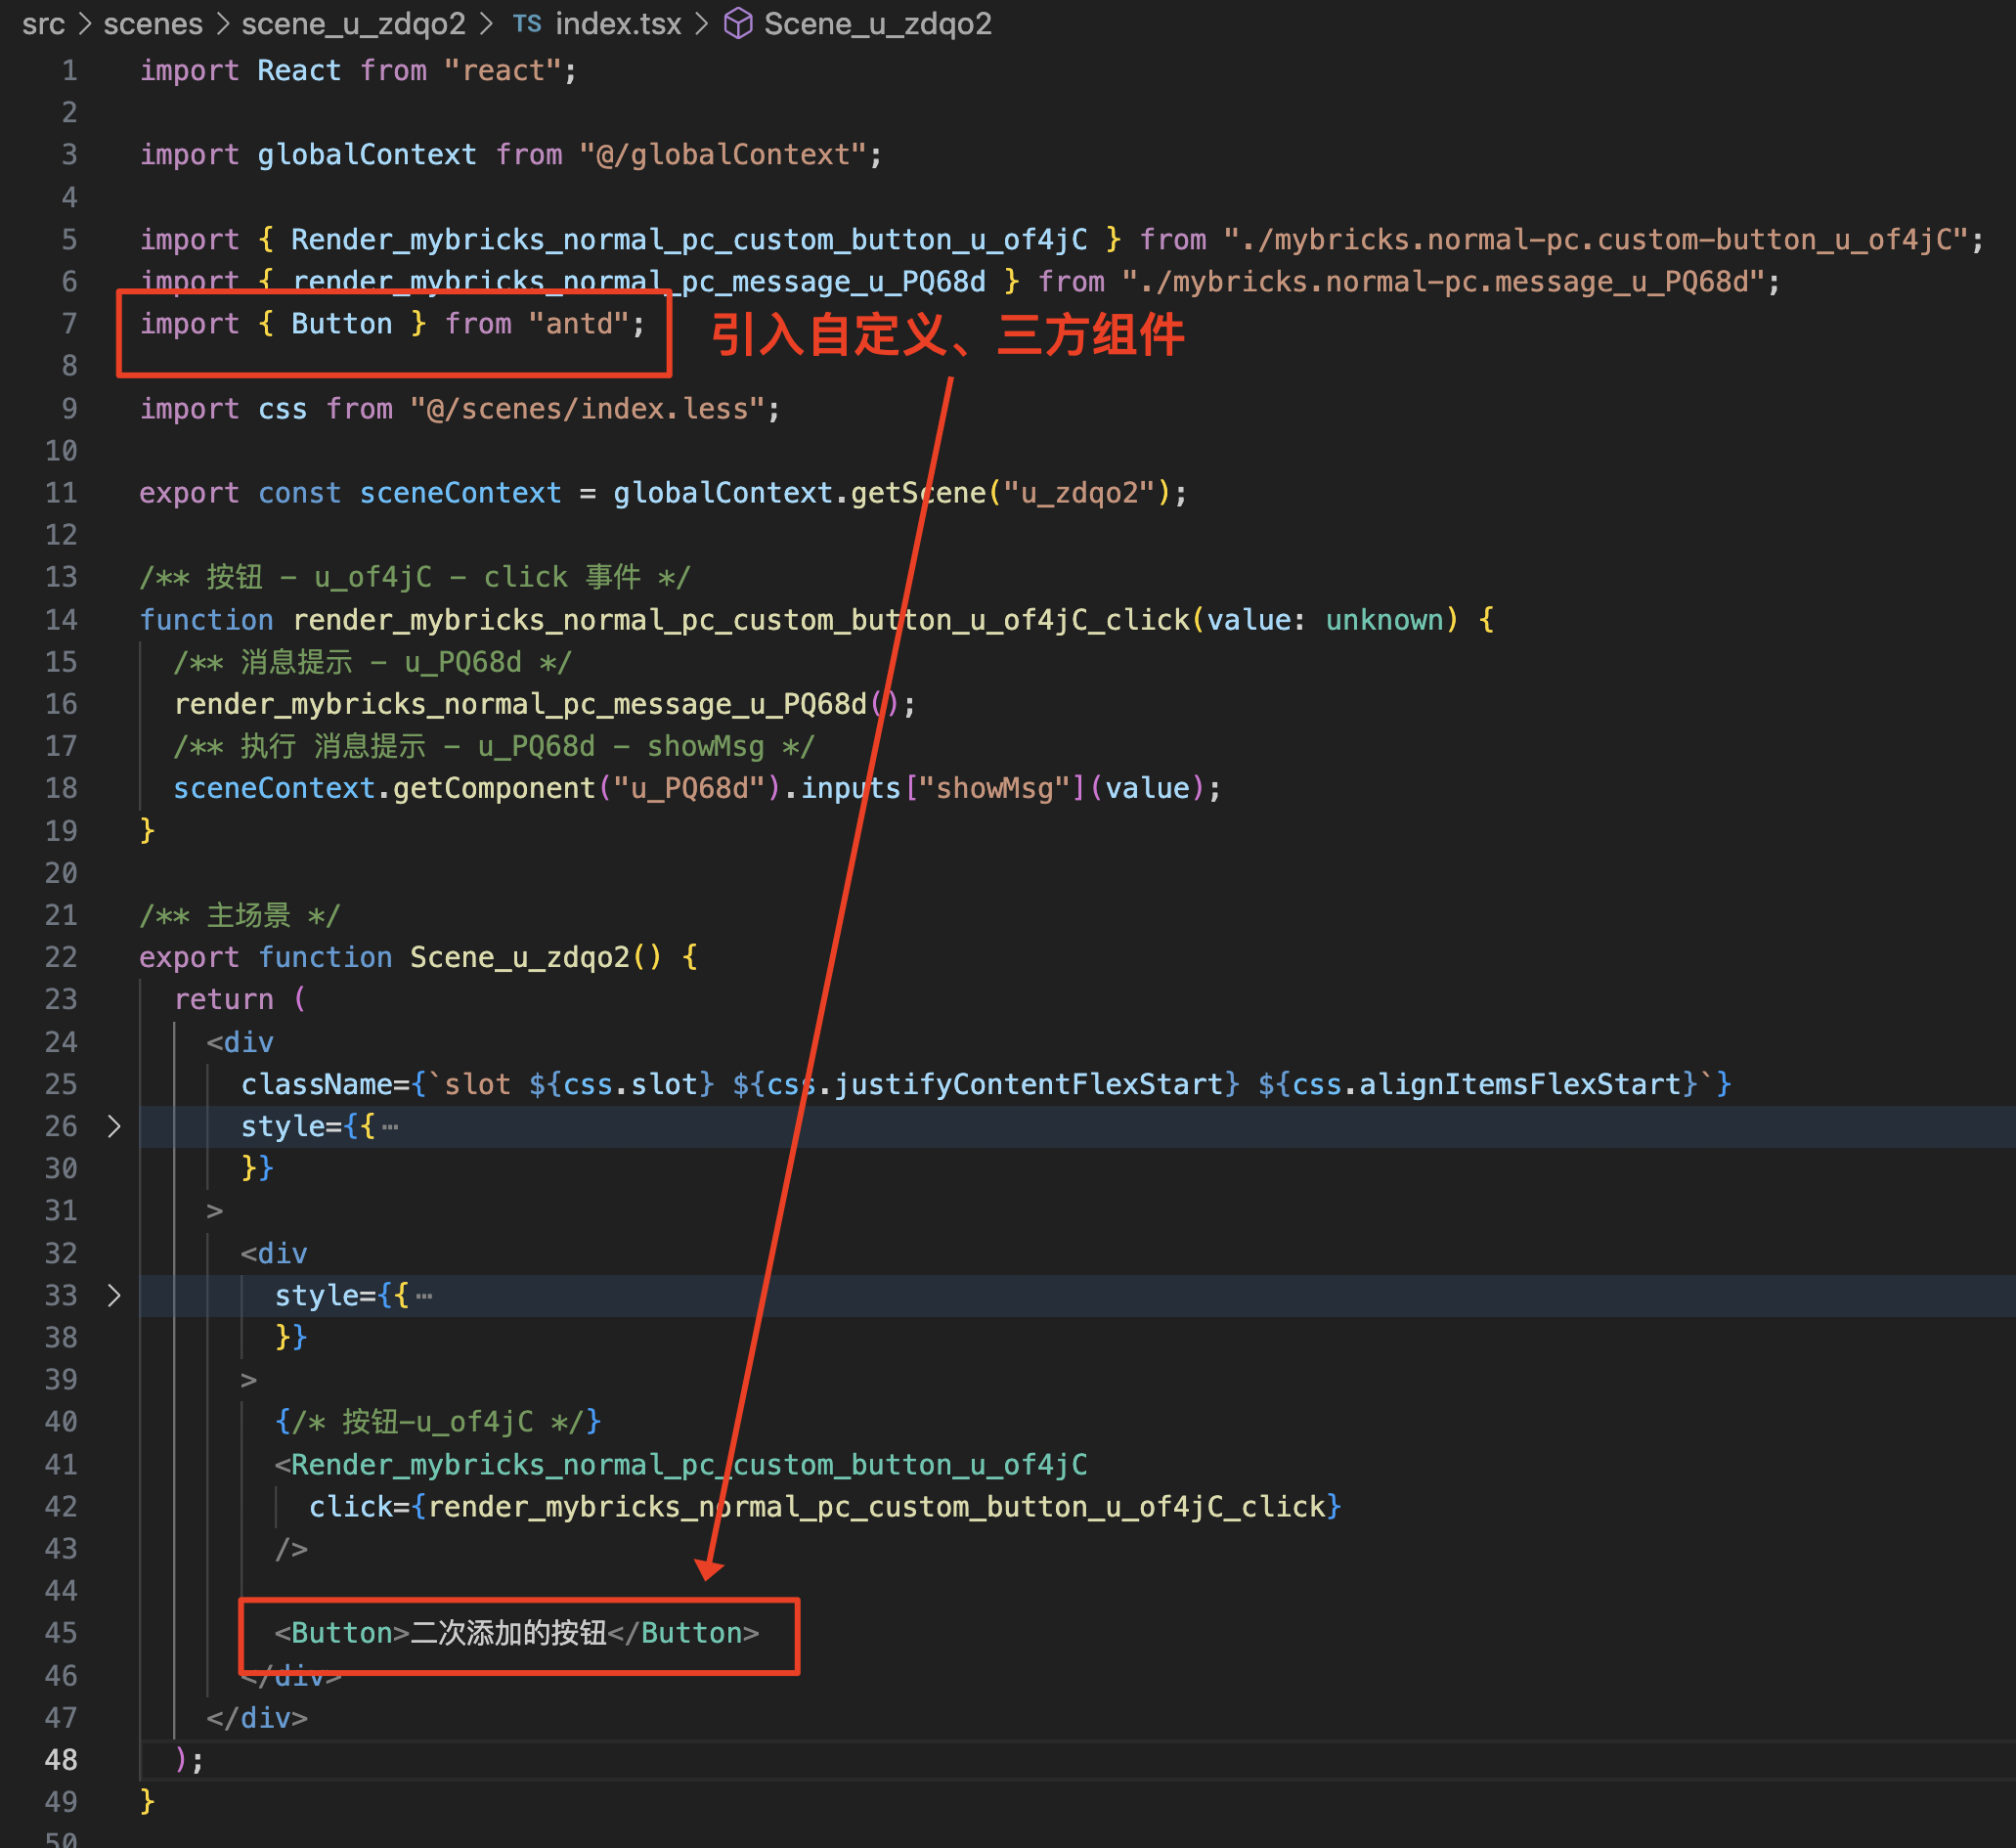 src > scenes > scene_u_zdqo2 > TS index.tsx > Scene_u_zdqo2
1 import React from "react";
2
3 import globalContext from "@/globalContext";
4
5 import { Render_mybricks_normal_pc_custom_button_u_of4jC } from "./mybricks.normal-pc.custom-button_u_of4jC";
6 import { render_mybricks_normal_pc_message_u_PQ68d } from "./mybricks.normal-pc.message_u_PQ68d";
7 import { Button } from "antd"; 引入自定义、三方组件
8
9 import css from "@/scenes/index.less";
10
11 export const sceneContext = globalContext.getScene("u_zdqo2");
12
13 /** 按钮 - u_of4jC - click 事件 */
14 function render_mybricks_normal_pc_custom_button_u_of4jC_click(value: unknown) {
15 /** 消息提示 - u_PQ68d */
16 render_mybricks_normal_pc_message_u_PQ68d();
17 /** 执行 消息提示 - u_PQ68d - showMsg */
18 sceneContext.getComponent("u_PQ68d").inputs["showMsg"](value);
19 }
20
21 /** 主场景 */
22 export function Scene_u_zdqo2() {
23 return (
24 <div
25 className={`slot ${css.slot} ${css.justifyContentFlexStart} ${css.alignItemsFlexStart}`}
26 > style={{…
30 }}
31 >
32 <div
33 > style={{…
38 }}
39 >
40 {/* 按钮-u_of4jC */}
41 <Render_mybricks_normal_pc_custom_button_u_of4jC
42 click={render_mybricks_normal_pc_custom_button_u_of4jC_click}
43 />
44
45 <Button>二次添加的按钮</Button>
46 </div>
47 </div>
48 );
49 }
50